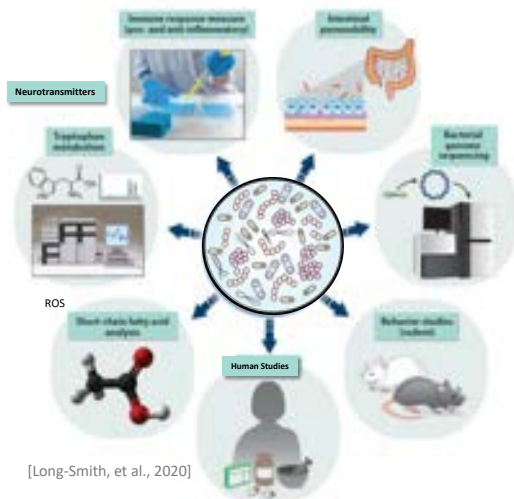 Immune response measure
(pro- and anti-inflammatory)
Intestinal
permeability
Neurotransmitters
Tryptophan
metabolism
Bacterial
genome
sequencing
ROS
Short chain fatty acid
analysis
Human Studies
Behavior studies
(rodent)
[Long-Smith, et al., 2020]